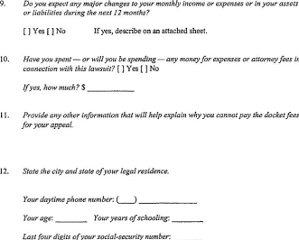 9. Do you expect any major changes to your monthly income or expenses or in your assets
or liabilities during the next 12 months?
[ ] Yes [ ] No If yes, describe on an attached sheet.
10. Have you spent — or will you be spending — any money for expenses or attorney fees in
connection with this lawsuit? [ ] Yes [ ] No
If yes, how much? $ ________
11. Provide any other information that will help explain why you cannot pay the docket fees
for your appeal.
12. State the city and state of your legal residence.
Your daytime phone number: (___) ________
Your age: ______ Your years of schooling: ______
Last four digits of your social-security number: ______